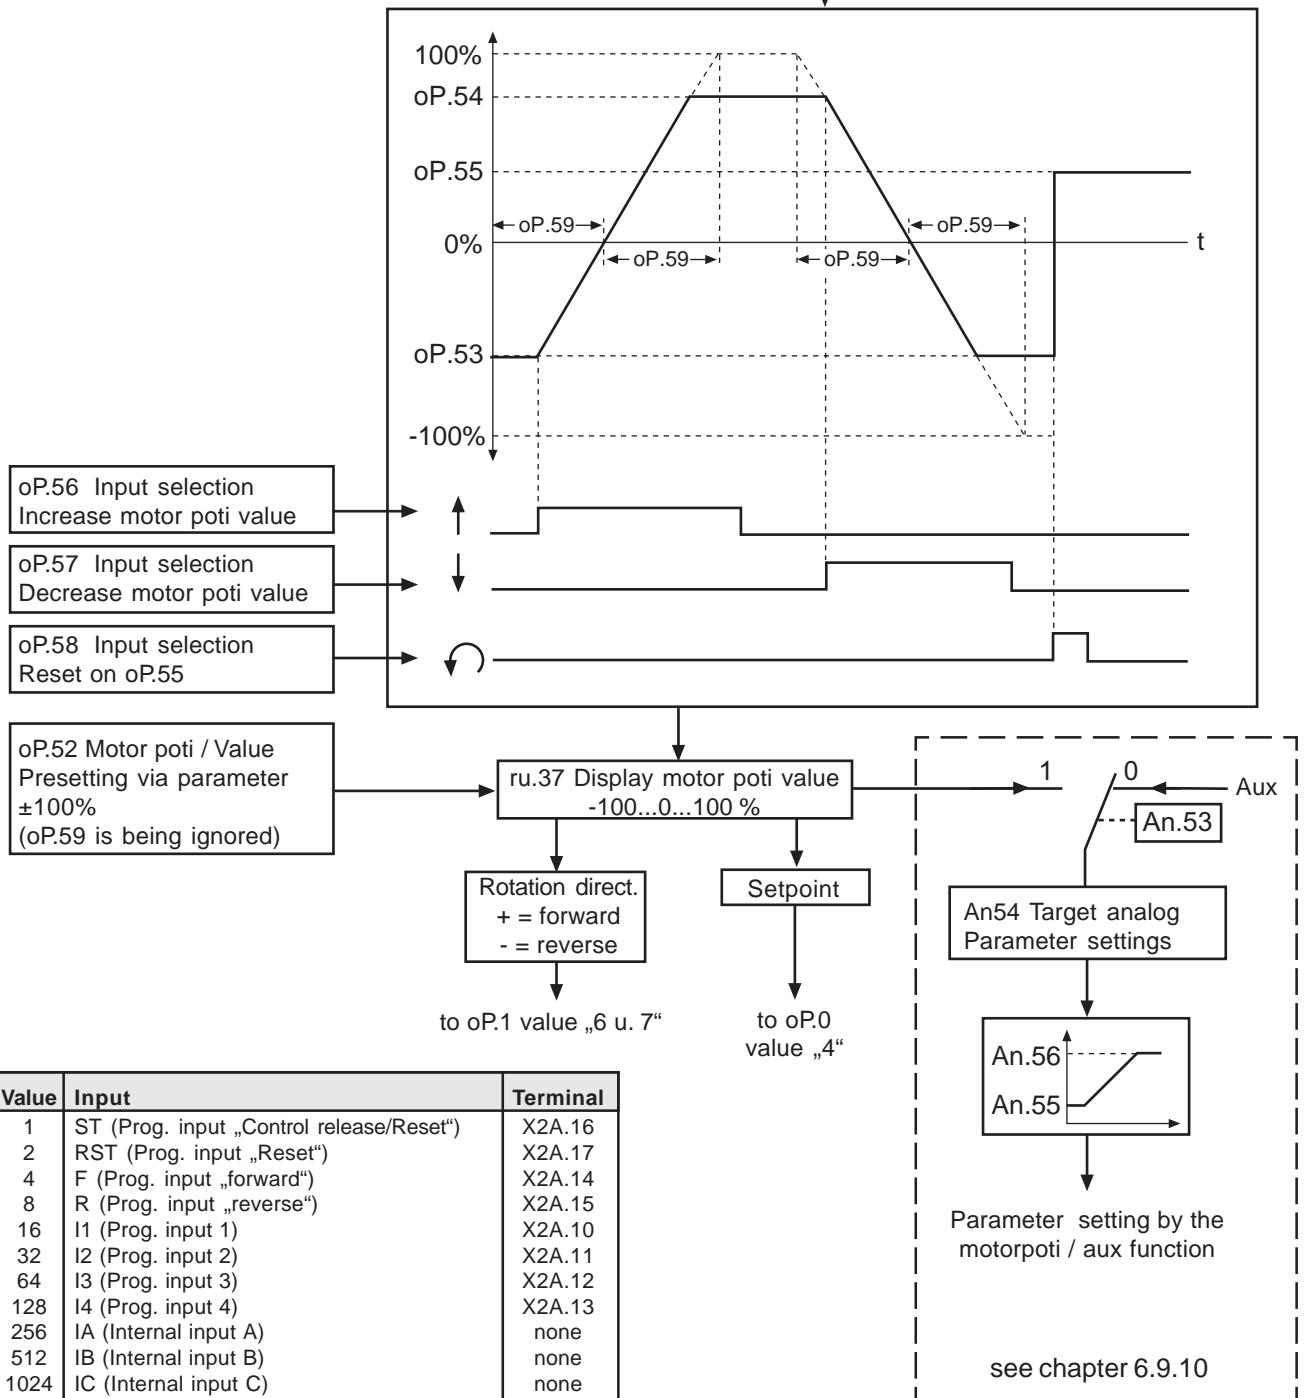 100%
oP.54
oP.55
oP.59
oP.59
0%
t
oP.59
oP.59
oP.53
-100%
oP.56 Input selection
Increase motor poti value
oP.57 Input selection
Decrease motor poti value
oP.58 Input selection
Reset on oP.55
oP.52 Motor poti / Value
Presetting via parameter
±100%
(oP.59 is being ignored)
ru.37 Display motor poti value
-100...0...100 %
1
0
Aux
An.53
Rotation direct.
+ = forward
- = reverse
Setpoint
An54 Target analog
Parameter settings
to oP.1 value „6 u. 7“
to oP.0
value „4“
An.56
An.55
Parameter setting by the
motorpoti / aux function
see chapter 6.9.10
Value Input Terminal
1 ST (Prog. input „Control release/Reset“) X2A.16
2 RST (Prog. input „Reset“) X2A.17
4 F (Prog. input „forward“) X2A.14
8 R (Prog. input „reverse“) X2A.15
16 I1 (Prog. input 1) X2A.10
32 I2 (Prog. input 2) X2A.11
64 I3 (Prog. input 3) X2A.12
128 I4 (Prog. input 4) X2A.13
256 IA (Internal input A) none
512 IB (Internal input B) none
1024 IC (Internal input C) none